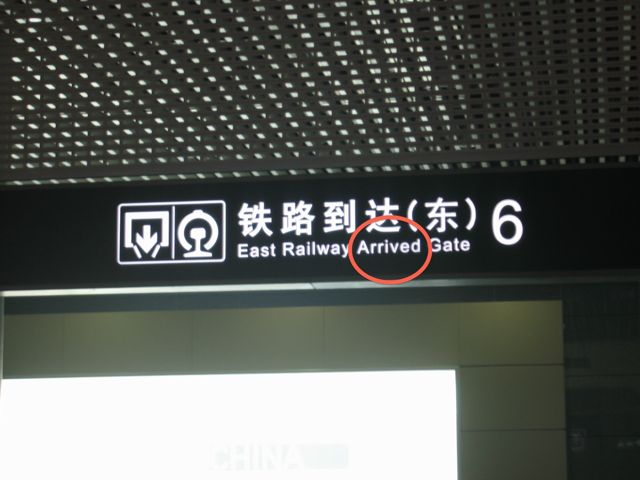 铁路到达(东) 6
East Railway Arrived Gate
CHINA